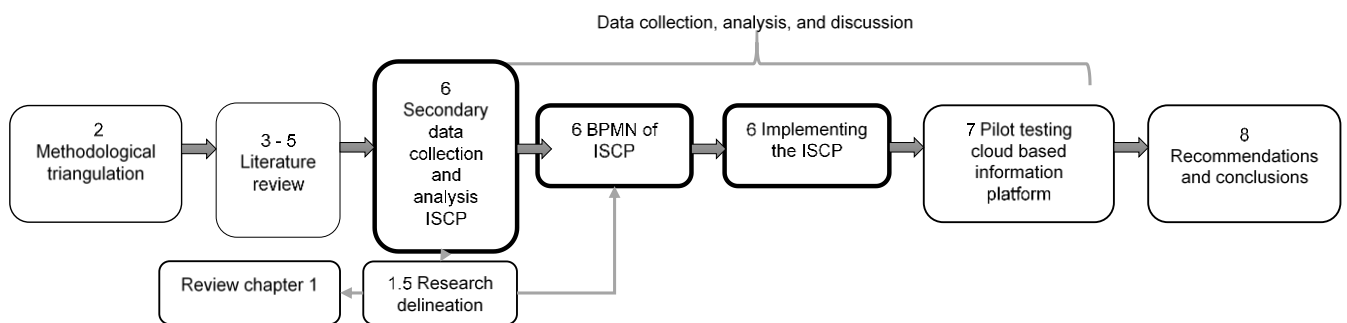 Data collection, analysis, and discussion
2
Methodological
triangulation
3 - 5
Literature
review
6
Secondary
data
collection
and
analysis
ISCP
6 BPMN of
ISCP
6 Implementing
the ISCP
7 Pilot testing
cloud based
information
platform
8
Recommendations
and conclusions
Review chapter 1
1.5 Research
delineation